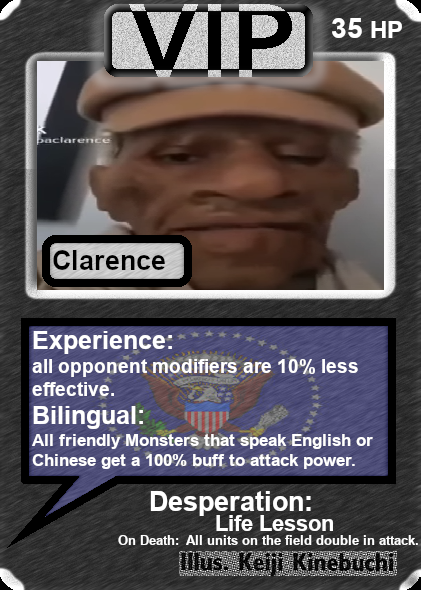 VIP
35 HP
paclarence
Clarence
Experience:
all opponent modifiers are 10% less
effective.
Bilingual:
All friendly Monsters that speak English or
Chinese get a 100% buff to attack power.
Desperation:
Life Lesson
On Death: All units on the field double in attack.
Illus. Keiji Kinebuchi